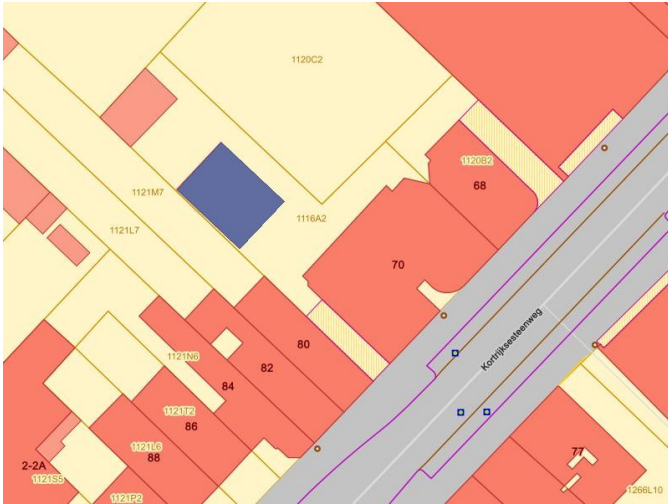 1120C2
1120B2
68
1121M7
1116A2
1121L7
70
Kortrijksesteenweg
80
82
1121N6
84
1121T2
86
1121L6
88
2-2A
1121S5
1121P2
77
1266L10